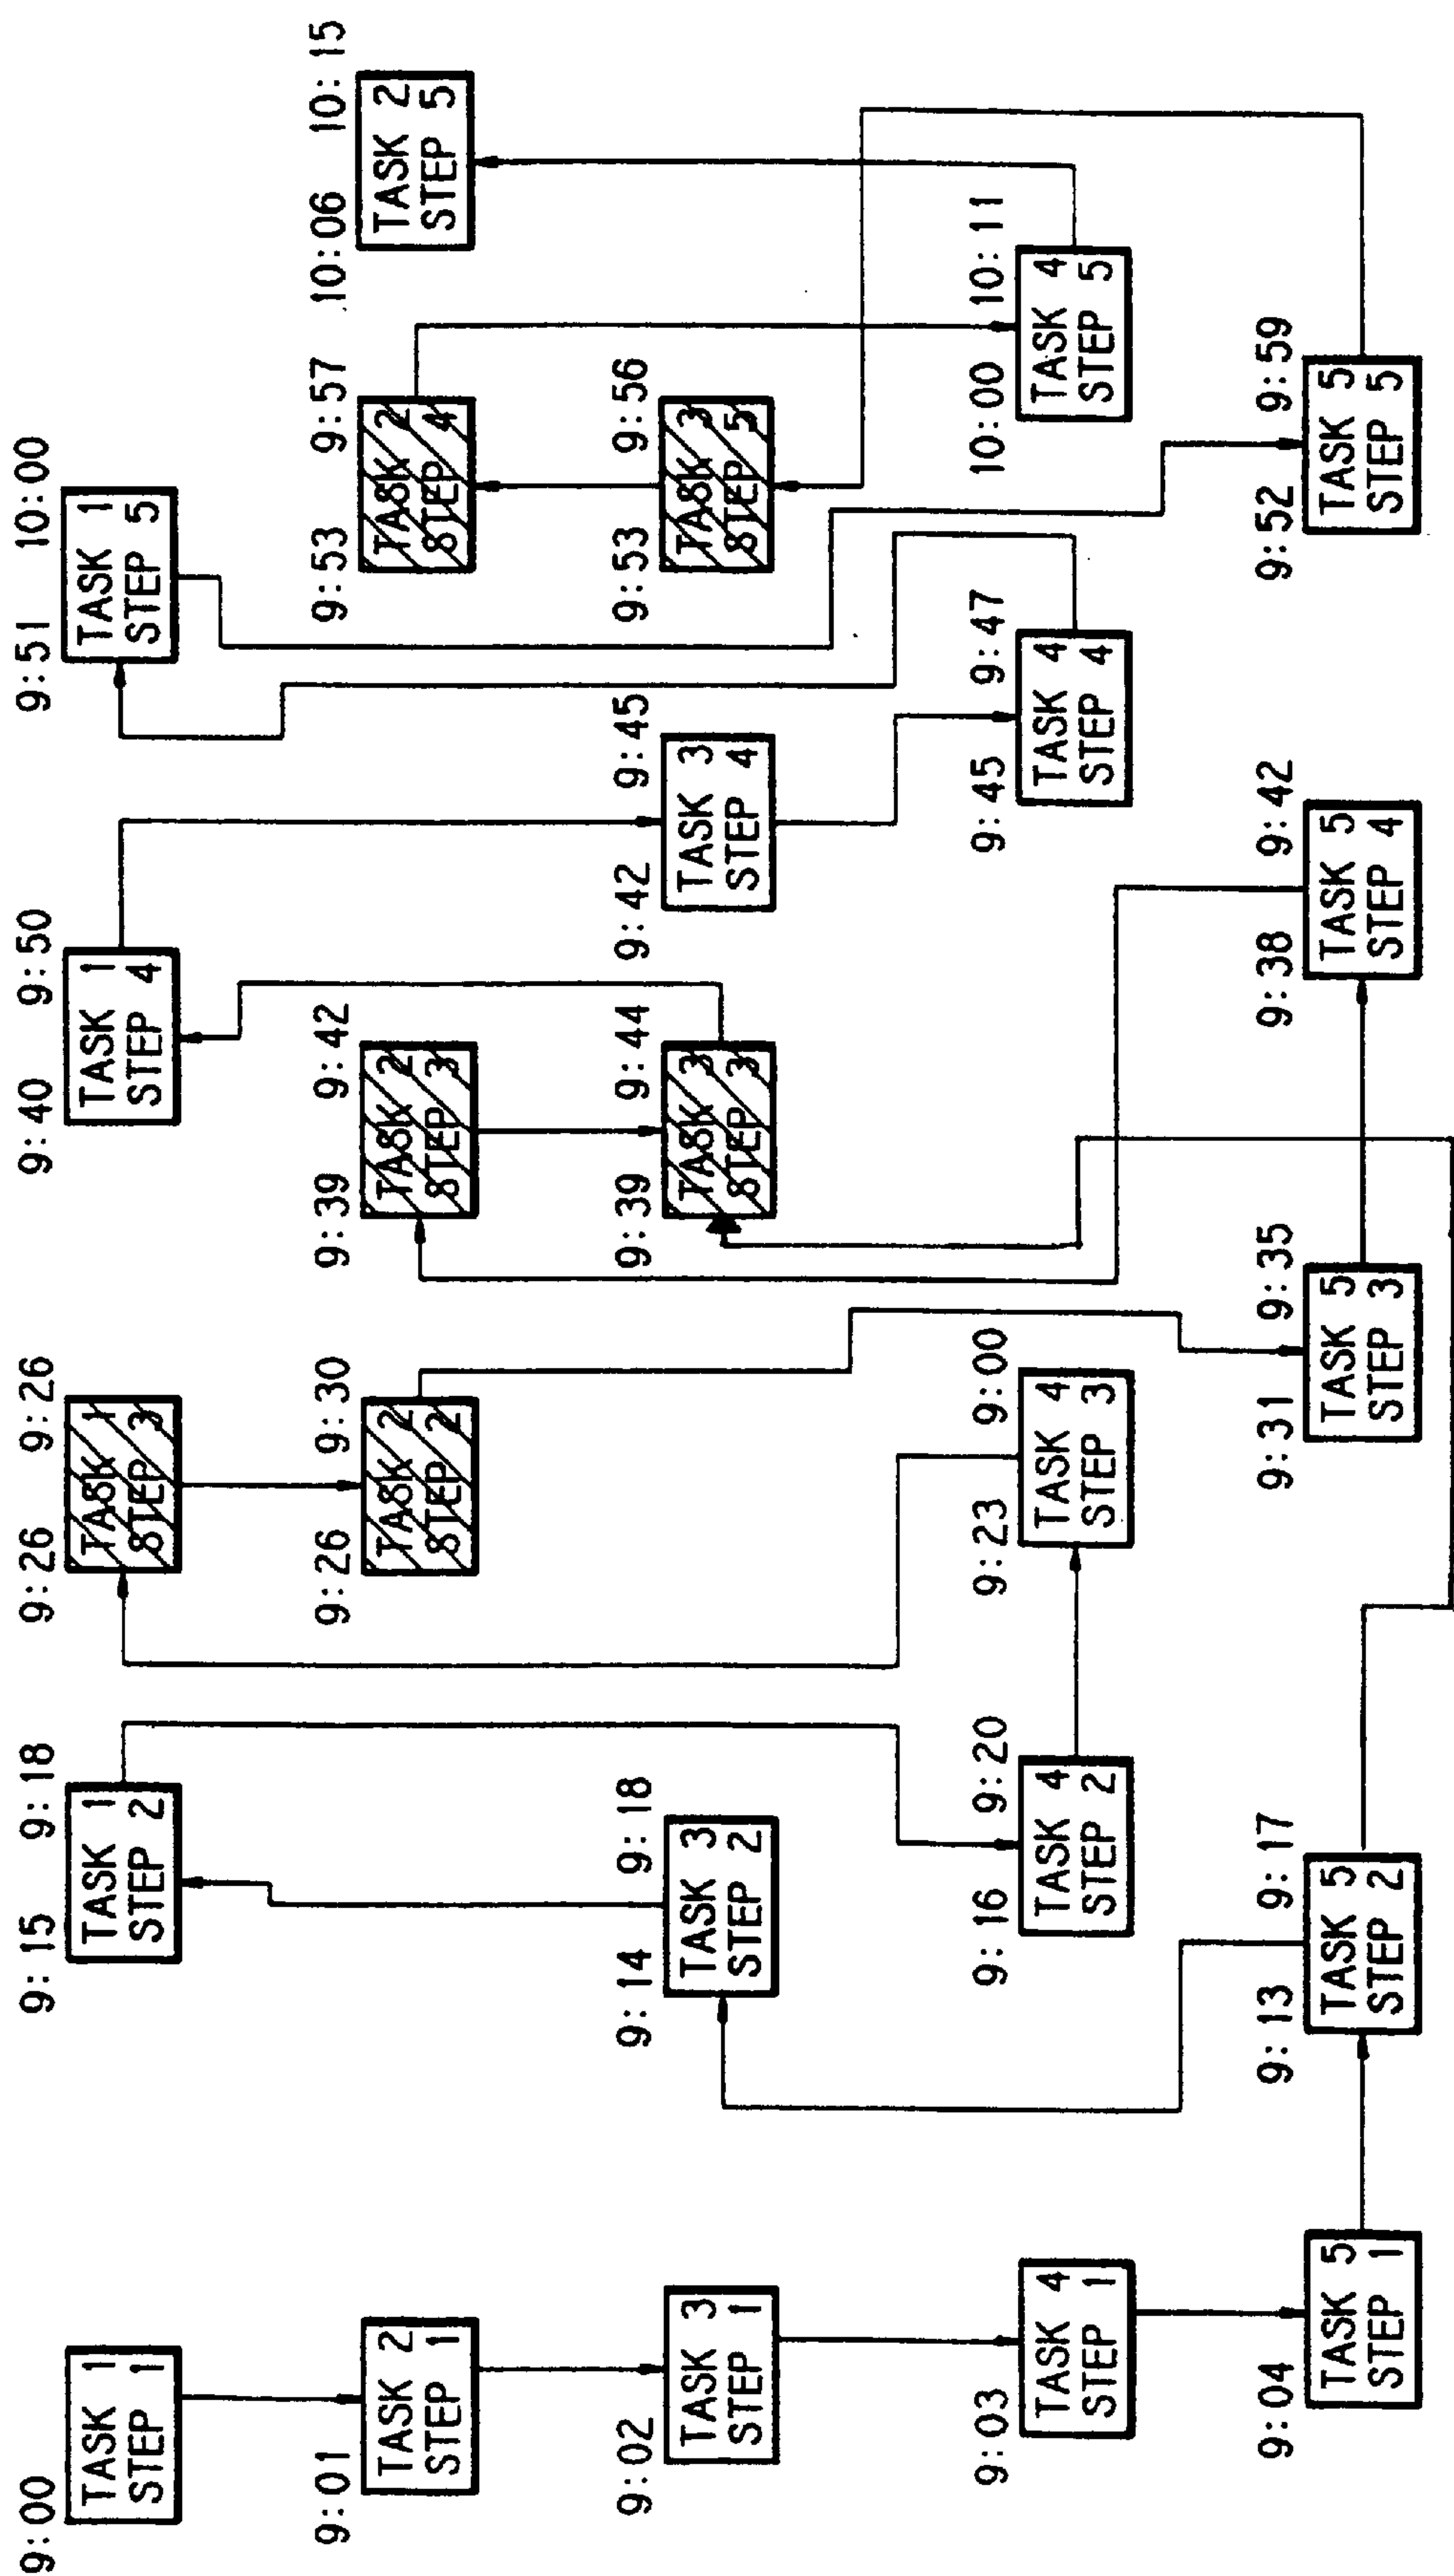 9:00
TASK 1
STEP 1
9:15 9:18
TASK 1
STEP 2
9:26 9:26
TASK 1
STEP 3
9:40 9:50
TASK 1
STEP 4
9:51 10:00
TASK 1
STEP 5
9:01
TASK 2
STEP 1
9:26 9:30
TASK 2
STEP 2
9:39 9:42
TASK 2
STEP 3
9:53 9:57
TASK 2
STEP 4
10:06 10:15
TASK 2
STEP 5
9:02
TASK 3
STEP 1
9:14 9:18
TASK 3
STEP 2
9:39 9:44
TASK 3
STEP 3
9:42 9:45
TASK 3
STEP 4
9:53 9:56
TASK 3
STEP 5
9:03
TASK 4
STEP 1
9:16 9:20
TASK 4
STEP 2
9:23 9:00
TASK 4
STEP 3
9:45 9:47
TASK 4
STEP 4
10:00 10:11
TASK 4
STEP 5
9:04
TASK 5
STEP 1
9:13 9:17
TASK 5
STEP 2
9:31 9:35
TASK 5
STEP 3
9:38 9:42
TASK 5
STEP 4
9:52 9:59
TASK 5
STEP 5